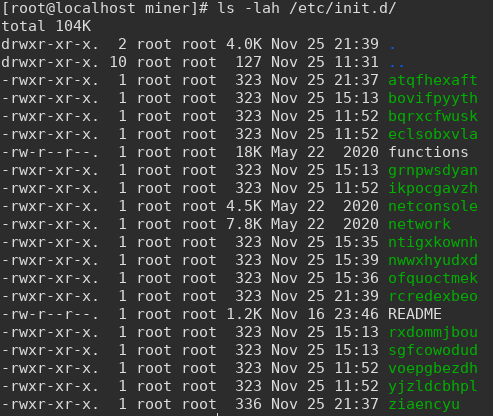 [root@localhost miner]# ls -lah /etc/init.d/
total 104K
drwxr-xr-x.  2 root root 4.0K Nov 25 21:39 .
drwxr-xr-x. 10 root root  127 Nov 25 11:31 ..
-rwxr-xr-x.  1 root root  323 Nov 25 21:37 atqfhexaft
-rwxr-xr-x.  1 root root  323 Nov 25 15:13 bovifpyyth
-rwxr-xr-x.  1 root root  323 Nov 25 11:52 bqrxcfwusk
-rwxr-xr-x.  1 root root  323 Nov 25 11:52 eclsobxvla
-rw-r--r--.  1 root root  18K May 22  2020 functions
-rwxr-xr-x.  1 root root  323 Nov 25 15:13 grnpwsdyan
-rwxr-xr-x.  1 root root  323 Nov 25 11:52 ikpocgavzh
-rwxr-xr-x.  1 root root 4.5K May 22  2020 netconsole
-rwxr-xr-x.  1 root root 7.8K May 22  2020 network
-rwxr-xr-x.  1 root root  323 Nov 25 15:35 ntigxkownh
-rwxr-xr-x.  1 root root  323 Nov 25 15:39 nwwxhyudxd
-rwxr-xr-x.  1 root root  323 Nov 25 15:36 ofquoctmek
-rwxr-xr-x.  1 root root  323 Nov 25 21:39 rcredexbeo
-rw-r--r--.  1 root root 1.2K Nov 16 23:46 README
-rwxr-xr-x.  1 root root  323 Nov 25 15:13 rxdommjbou
-rwxr-xr-x.  1 root root  323 Nov 25 15:13 sgfcowodud
-rwxr-xr-x.  1 root root  323 Nov 25 11:52 voepgbezdh
-rwxr-xr-x.  1 root root  323 Nov 25 11:52 yjzldcbhpl
-rwxr-xr-x.  1 root root  336 Nov 25 21:37 ziaencyu